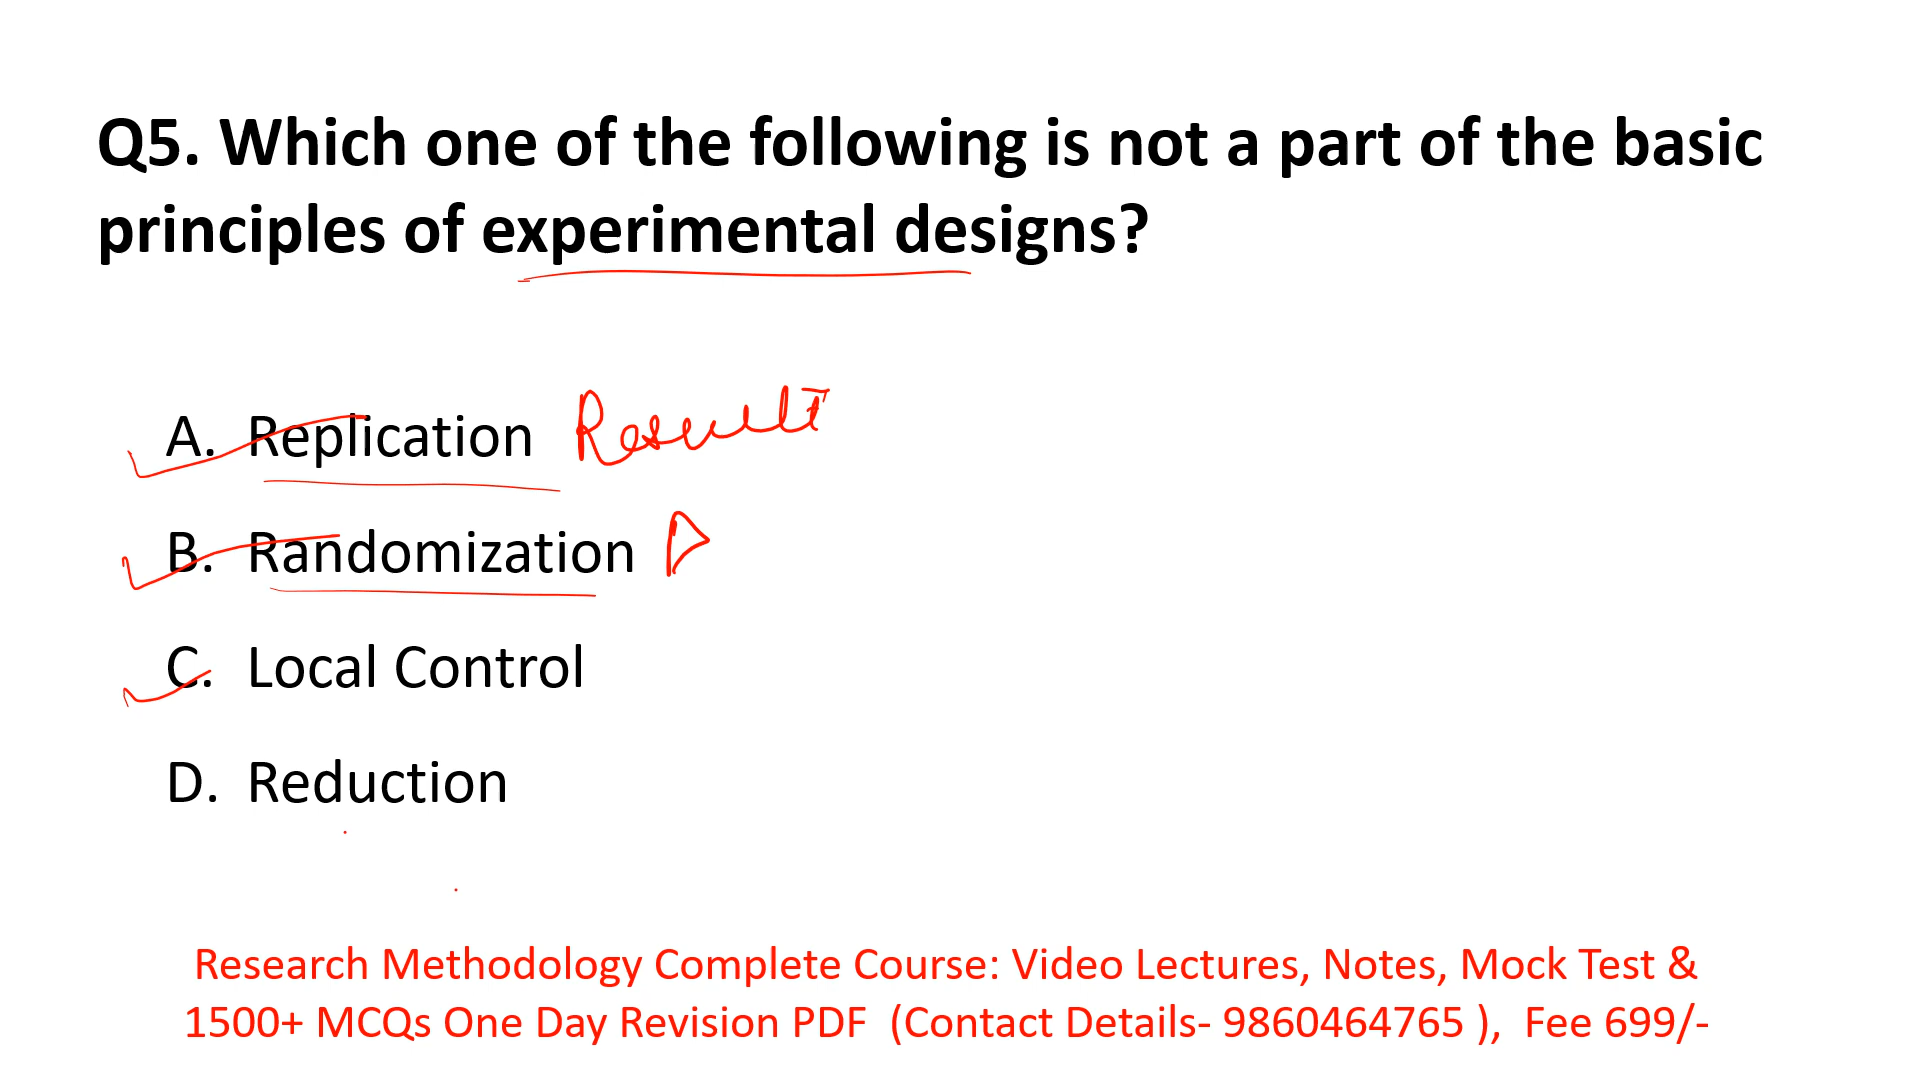 Q5. Which one of the following is not a part of the basic
principles of experimental designs?
A. Replication Result
B. Randomization
C. Local Control
D. Reduction
Research Methodology Complete Course: Video Lectures, Notes, Mock Test &
1500+ MCQs One Day Revision PDF (Contact Details- 9860464765 ), Fee 699/-